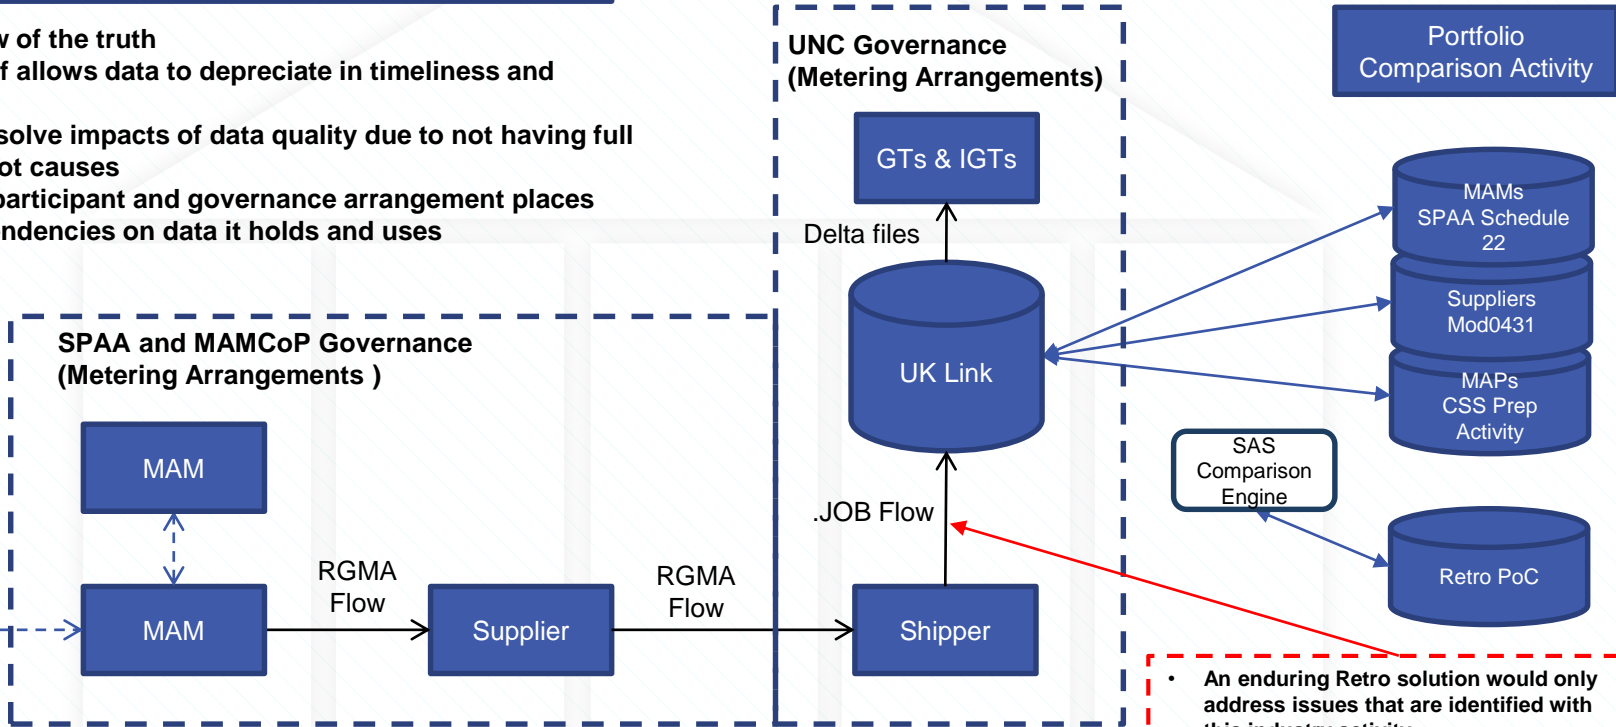 w of the truth
f allows data to depreciate in timeliness and
solve impacts of data quality due to not having full
ot causes
participant and governance arrangement places
ndencies on data it holds and uses
UNC Governance
(Metering Arrangements)
Portfolio
Comparison Activity
GTs & IGTs
Delta files
UK Link
MAMs
SPAA Schedule
22
Suppliers
Mod0431
MAPs
CSS Prep
Activity
SPAA and MAMCoP Governance
(Metering Arrangements )
MAM
MAM
RGMA
Flow
Supplier
RGMA
Flow
.JOB Flow
Shipper
SAS
Comparison
Engine
Retro PoC
• An enduring Retro solution would only
address issues that are identified with
this industry activity